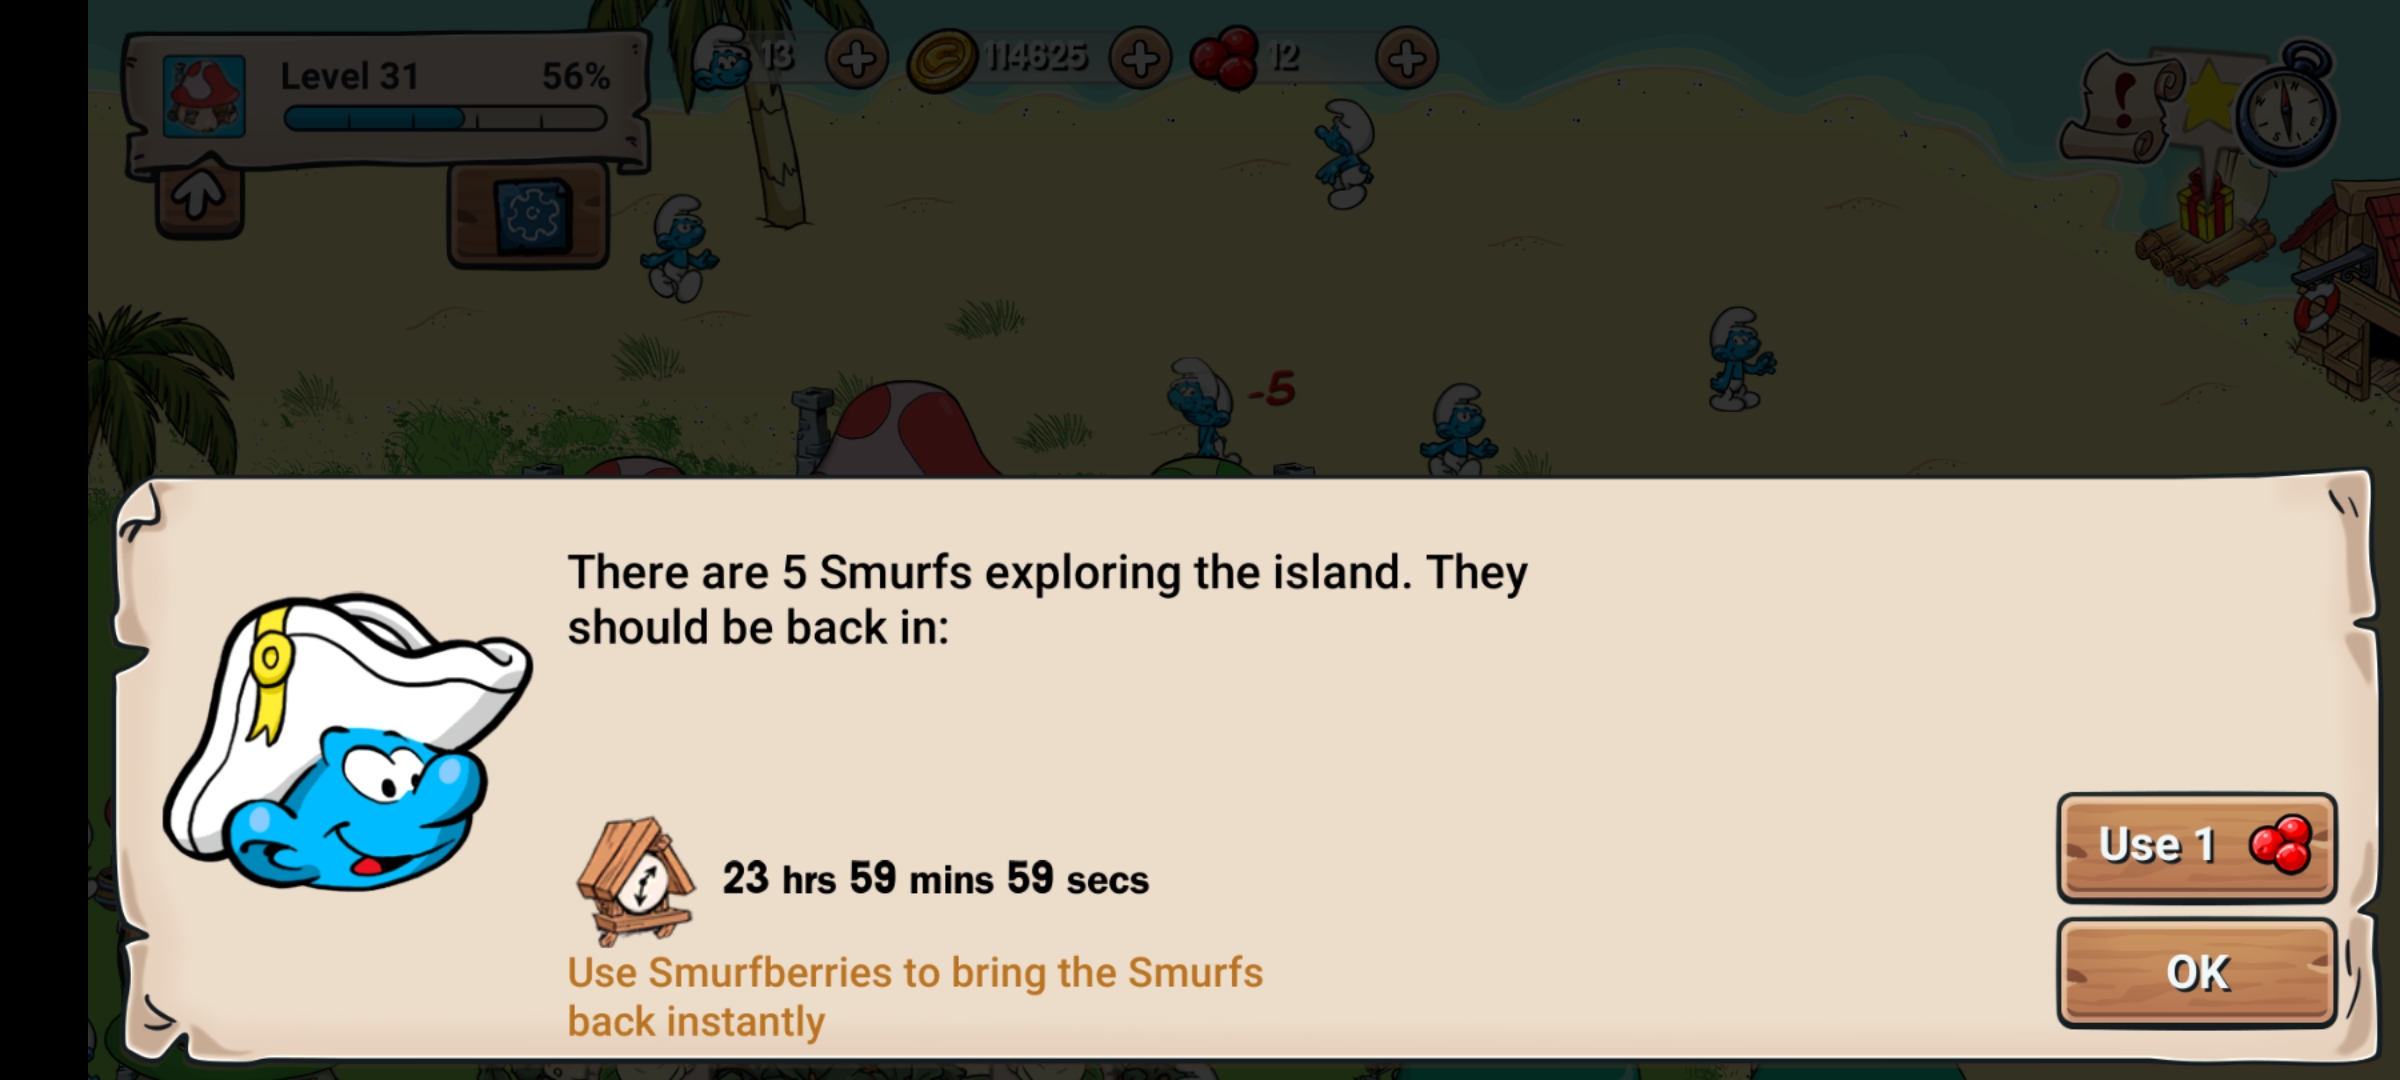 Level 31 56%
13
114625
12
-5
There are 5 Smurfs exploring the island. They
should be back in:
23 hrs 59 mins 59 secs
Use Smurfberries to bring the Smurfs
back instantly
Use 1
OK